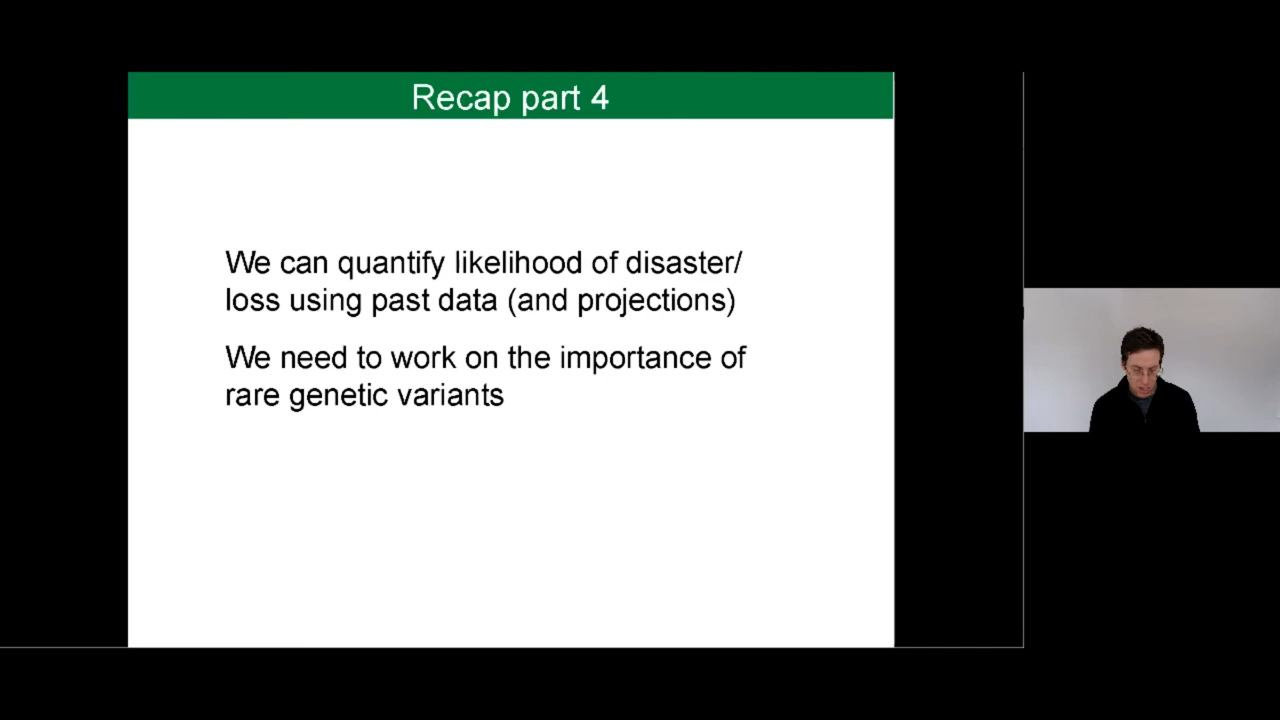 Recap part 4
We can quantify likelihood of disaster/
loss using past data (and projections)
We need to work on the importance of
rare genetic variants